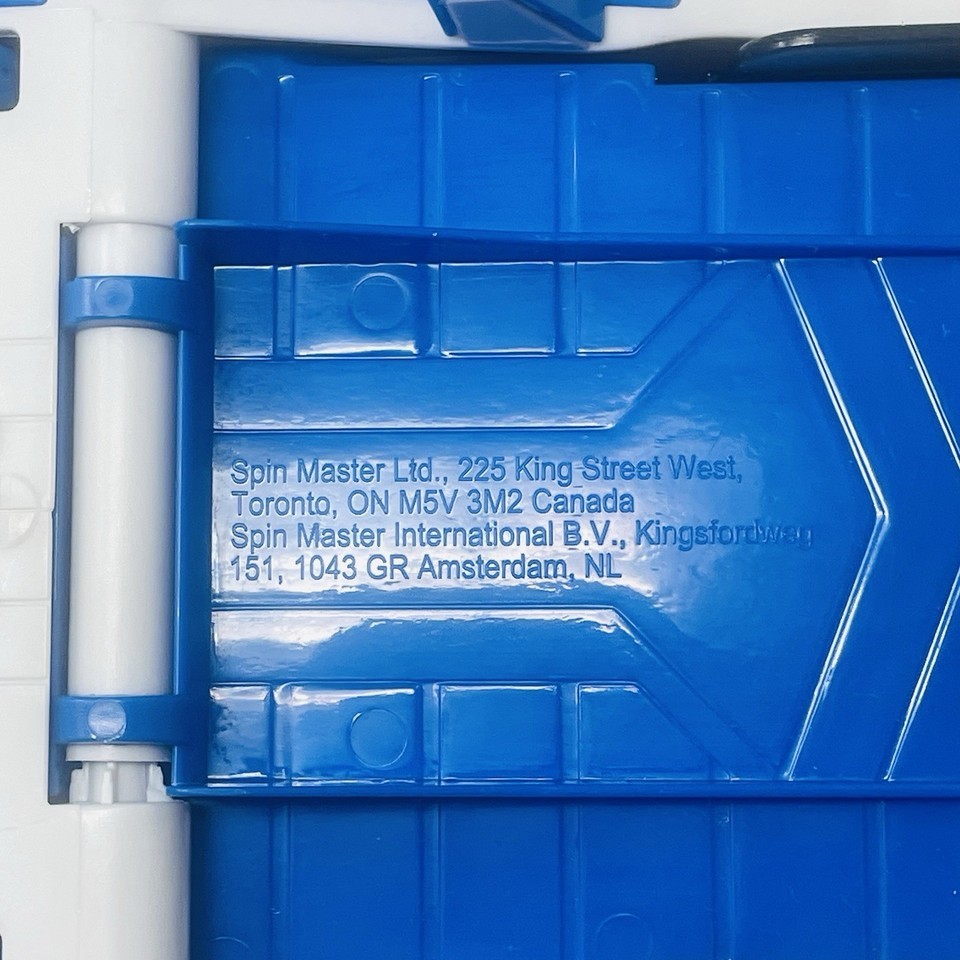 Spin Master Ltd., 225 King Street West,
Toronto, ON M5V 3M2 Canada
Spin Master International B.V., Kingsfordweg
151, 1043 GR Amsterdam, NL